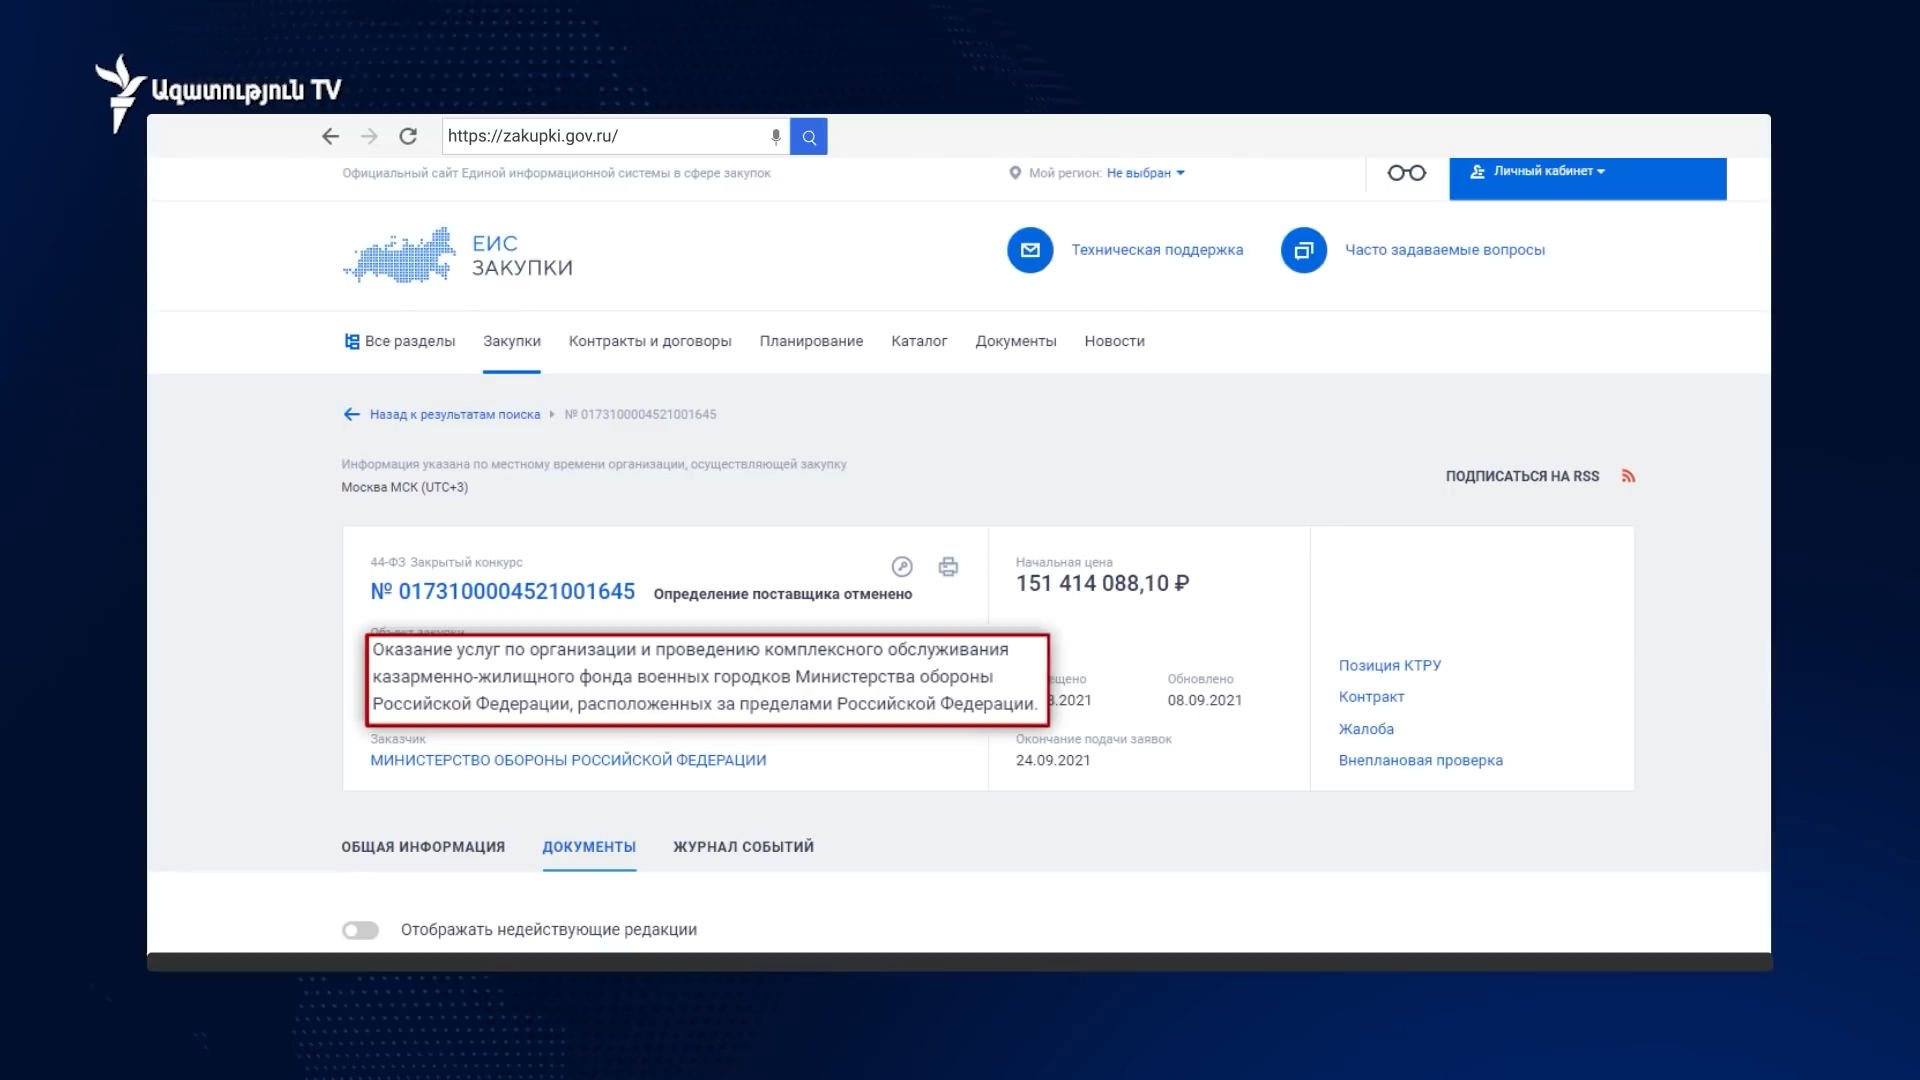 Ազատություն TV
https://zakupki.gov.ru/
Официальный сайт Единой информационной системы в сфере закупок
Мой регион: Не выбран
Личный кабинет
ЕИС
ЗАКУПКИ
Техническая поддержка
Часто задаваемые вопросы
Все разделы Закупки Контракты и договоры Планирование Каталог Документы Новости
Назад к результатам поиска № 0173100004521001645
Информация указана по местному времени организации, осуществляющей закупку
Москва МСК (UTC+3)
ПОДПИСАТЬСЯ НА RSS
44-ФЗ Закрытый конкурс
№ 0173100004521001645 Определение поставщика отменено
Объект закупки
Оказание услуг по организации и проведению комплексного обслуживания
казарменно-жилищного фонда военных городков Министерства обороны
Российской Федерации, расположенных за пределами Российской Федерации.
Заказчик
МИНИСТЕРСТВО ОБОРОНЫ РОССИЙСКОЙ ФЕДЕРАЦИИ
Начальная цена
151 414 088,10 ₽
Обновлено
08.09.2021
Окончание подачи заявок
24.09.2021
Позиция КТРУ
Контракт
Жалоба
Внеплановая проверка
ОБЩАЯ ИНФОРМАЦИЯ ДОКУМЕНТЫ ЖУРНАЛ СОБЫТИЙ
Отображать недействующие редакции